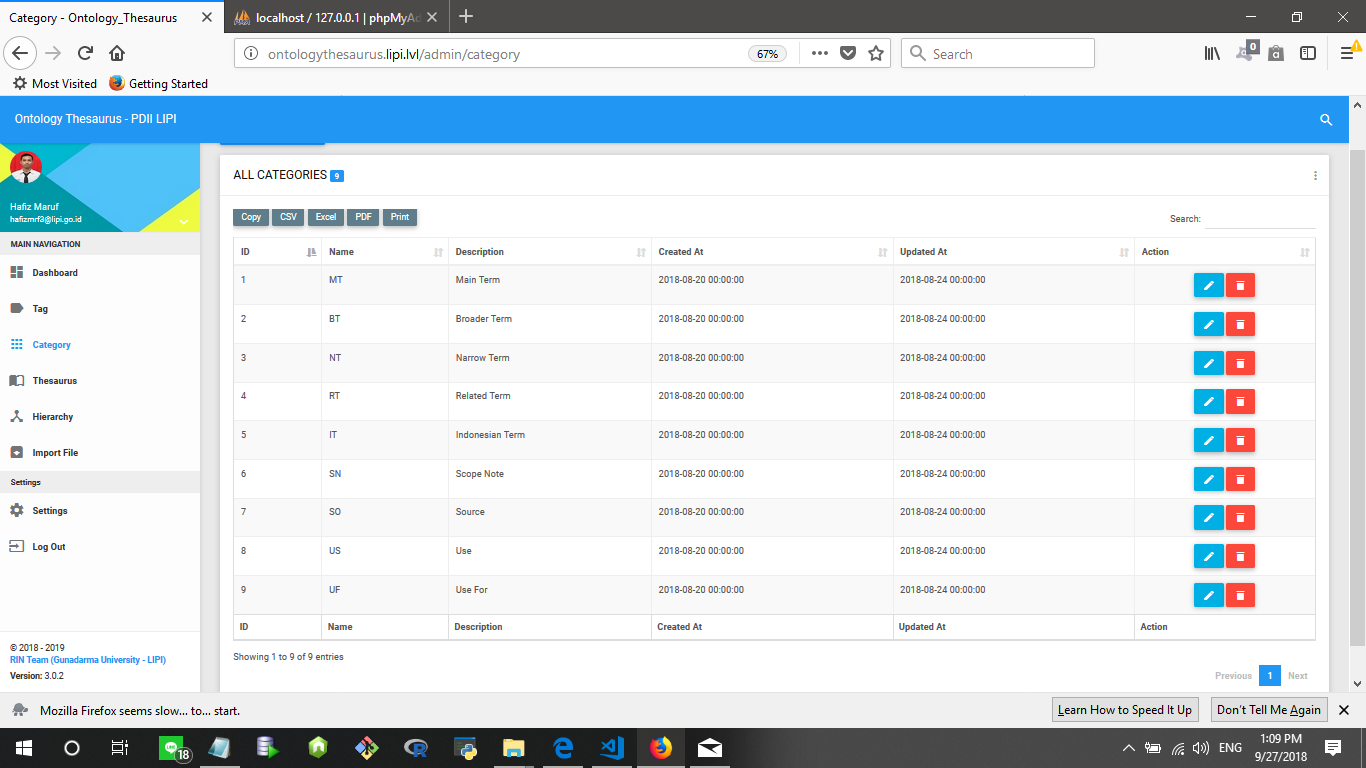 Category - Ontology_Thesaurus
localhost / 127.0.0.1 | phpMyAd
ontologythesaurus.lipi.lvl/admin/category
67%
Search
0
Most Visited
Getting Started
Ontology Thesaurus - PDII LIPI
Hafiz Maruf
hafizmrf3@lipi.go.id
MAIN NAVIGATION
Dashboard
Tag
Category
Thesaurus
Hierarchy
Import File
Settings
Settings
Log Out
© 2018 - 2019
RIN Team (Gunadarma University - LIPI)
Version: 3.0.2
ALL CATEGORIES 9
Copy CSV Excel PDF Print
Search:
ID Name Description Created At Updated At Action
1 MT Main Term 2018-08-20 00:00:00 2018-08-24 00:00:00
2 BT Broader Term 2018-08-20 00:00:00 2018-08-24 00:00:00
3 NT Narrow Term 2018-08-20 00:00:00 2018-08-24 00:00:00
4 RT Related Term 2018-08-20 00:00:00 2018-08-24 00:00:00
5 IT Indonesian Term 2018-08-20 00:00:00 2018-08-24 00:00:00
6 SN Scope Note 2018-08-20 00:00:00 2018-08-24 00:00:00
7 SO Source 2018-08-20 00:00:00 2018-08-24 00:00:00
8 US Use 2018-08-20 00:00:00 2018-08-24 00:00:00
9 UF Use For 2018-08-20 00:00:00 2018-08-24 00:00:00
ID Name Description Created At Updated At Action
Showing 1 to 9 of 9 entries
Previous 1 Next
Mozilla Firefox seems slow... to... start.
Learn How to Speed It Up
Don't Tell Me Again
LINE
18
ENG
1:09 PM
9/27/2018